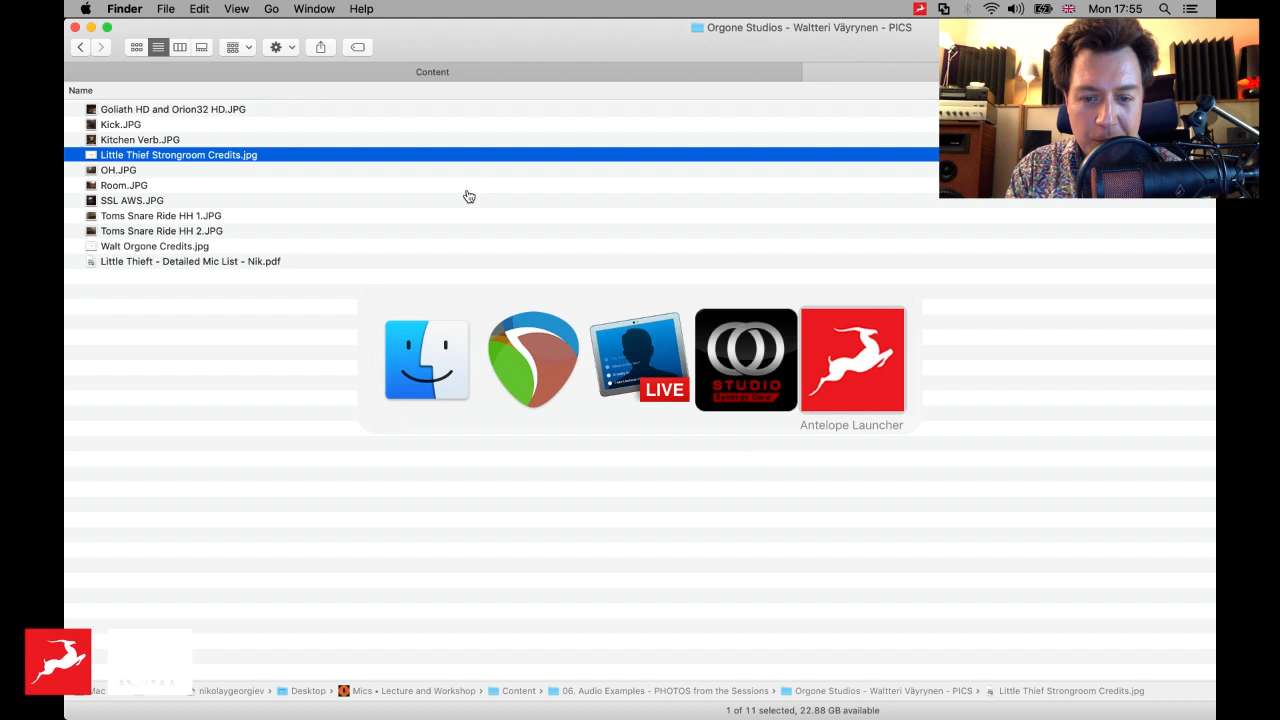 Finder File Edit View Go Window Help Mon 17:55
Orgone Studios - Waltteri Väyrynen - PICS
Content
Name
Goliath HD and Orion32 HD.JPG
Kick.JPG
Kitchen Verb.JPG
Little Thief Strongroom Credits.jpg
OH.JPG
Room.JPG
SSL AWS.JPG
Toms Snare Ride HH 1.JPG
Toms Snare Ride HH 2.JPG
Walt Orgone Credits.jpg
Little Thieft - Detailed Mic List - Nik.pdf
LIVE
STUDIO
Synergy Core
Antelope Launcher
Mac nikolaygeorgiev › Desktop › Mics • Lecture and Workshop › Content › 06. Audio Examples - PHOTOS from the Sessions › Orgone Studios - Waltteri Väyrynen - PICS › Little Thief Strongroom Credits.jpg
1 of 11 selected, 22.88 GB available